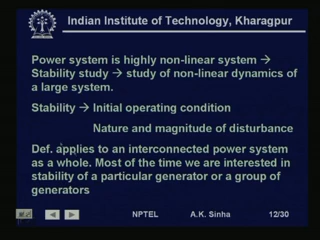 Indian Institute of Technology, Kharagpur
Power system is highly non-linear system →
Stability study → study of non-linear dynamics of
a large system.
Stability → Initial operating condition
Nature and magnitude of disturbance
Def. applies to an interconnected power system
as a whole. Most of the time we are interested in
stability of a particular generator or a group of
generators
NPTEL A.K. Sinha 12/30